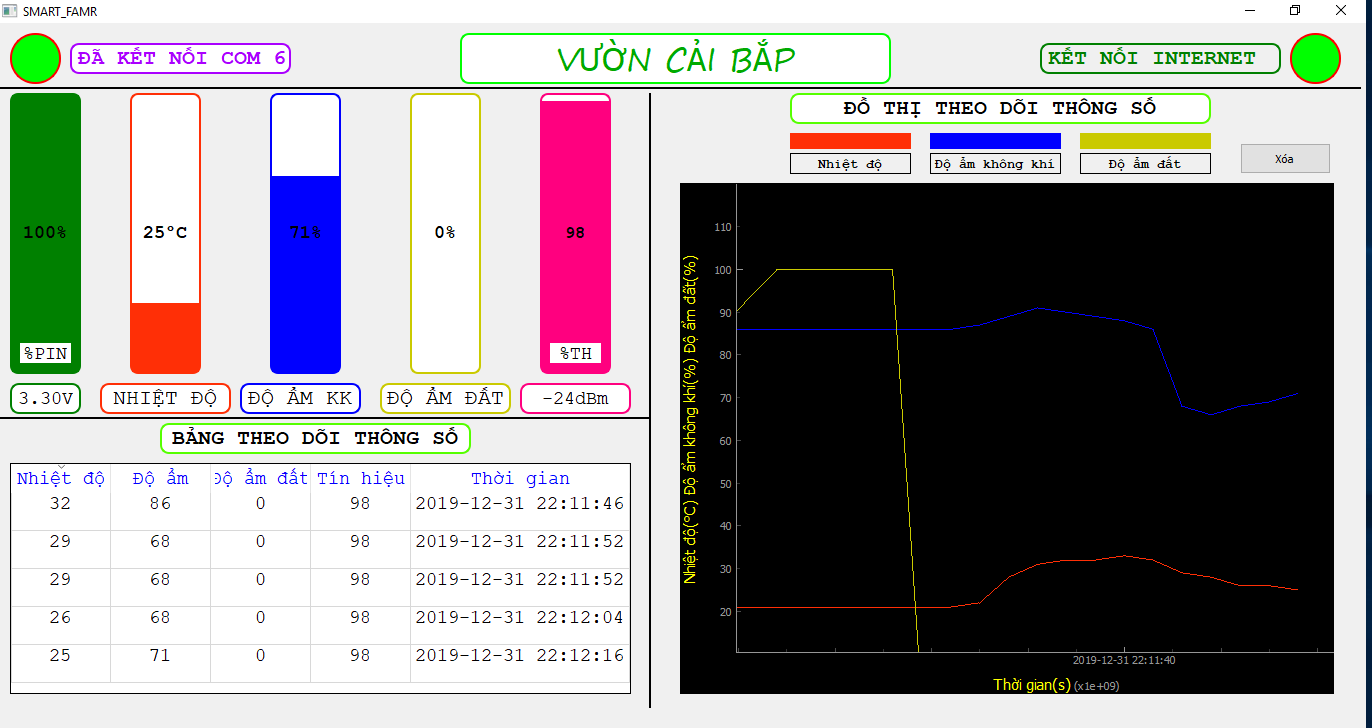 SMART_FAMR
ĐÃ KẾT NỐI COM 6
VƯỜN CẢI BẮP
KẾT NỐI INTERNET
100%
25°C
71%
0%
98
%PIN
%TH
3.30V
NHIỆT ĐỘ
ĐỘ ẨM KK
ĐỘ ẨM ĐẤT
-24dBm
BẢNG THEO DÕI THÔNG SỐ
Nhiệt độ Độ ẩm Độ ẩm đất Tín hiệu Thời gian
32 86 0 98 2019-12-31 22:11:46
29 68 0 98 2019-12-31 22:11:52
29 68 0 98 2019-12-31 22:11:52
26 68 0 98 2019-12-31 22:12:04
25 71 0 98 2019-12-31 22:12:16
ĐỒ THỊ THEO DÕI THÔNG SỐ
Nhiệt độ
Độ ẩm không khí
Độ ẩm đất
Xóa
Nhiệt độ(°C) Độ ẩm không khí(%) Độ ẩm đất(%)
110
100
90
80
70
60
50
40
30
20
2019-12-31 22:11:40
Thời gian(s) (x1e+09)